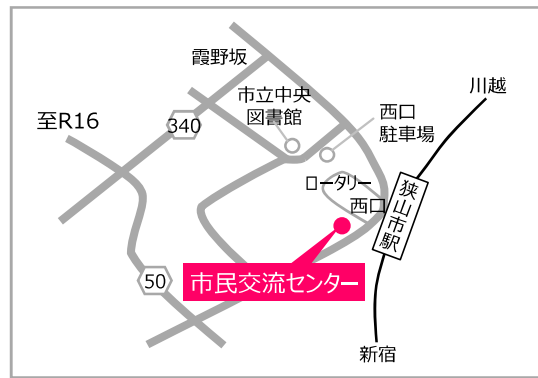 霞野坂
川越
市立中央
図書館
西口
駐車場
至R16
340
ロータリー
西口
狭山市駅
50
市民交流センター
新宿